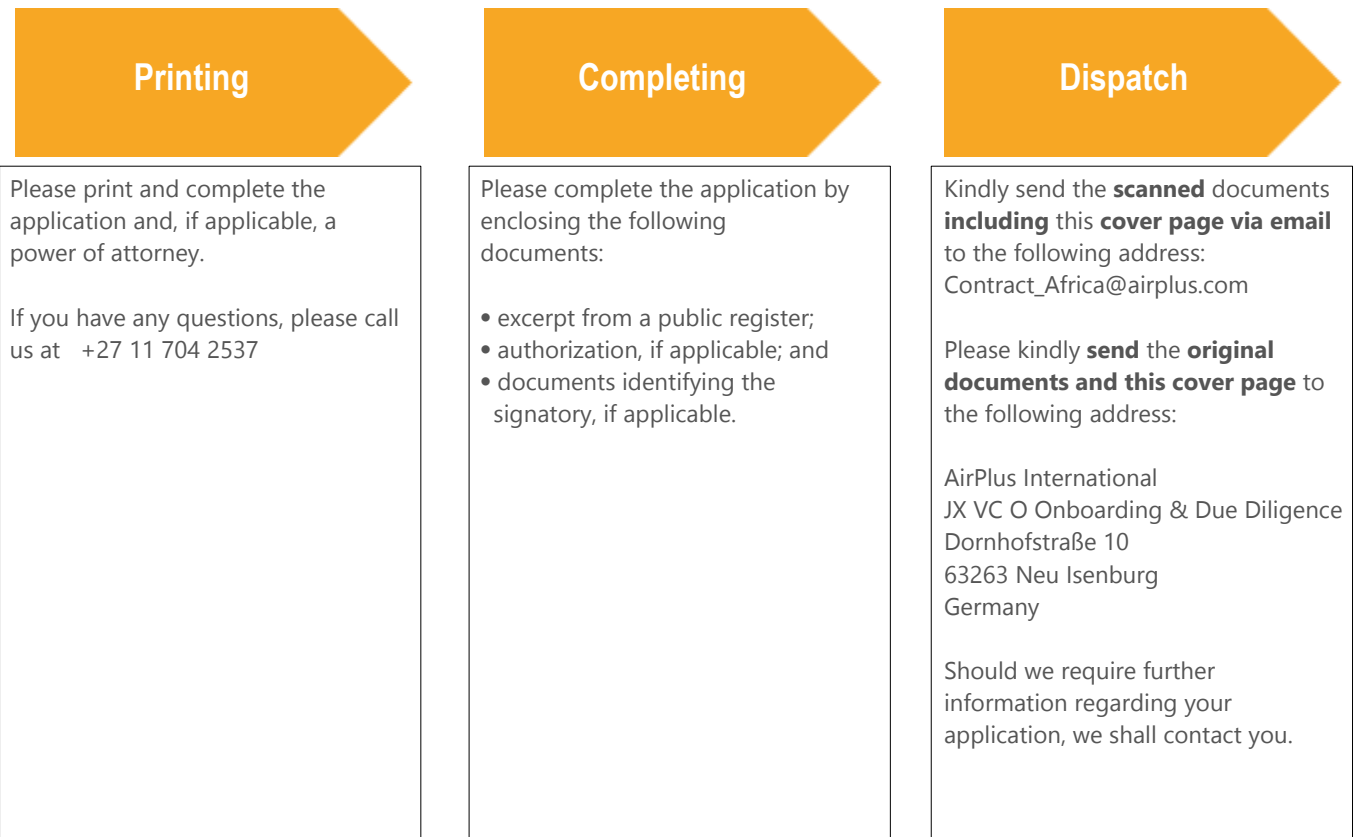 Printing
Please print and complete the
application and, if applicable, a
power of attorney.
If you have any questions, please call
us at +27 11 704 2537
Completing
Please complete the application by
enclosing the following
documents:
• excerpt from a public register;
• authorization, if applicable; and
• documents identifying the
signatory, if applicable.
Dispatch
Kindly send the scanned documents
including this cover page via email
to the following address:
Contract_Africa@airplus.com
Please kindly send the original
documents and this cover page to
the following address:
AirPlus International
JX VC O Onboarding & Due Diligence
Dornhofstraße 10
63263 Neu Isenburg
Germany
Should we require further
information regarding your
application, we shall contact you.